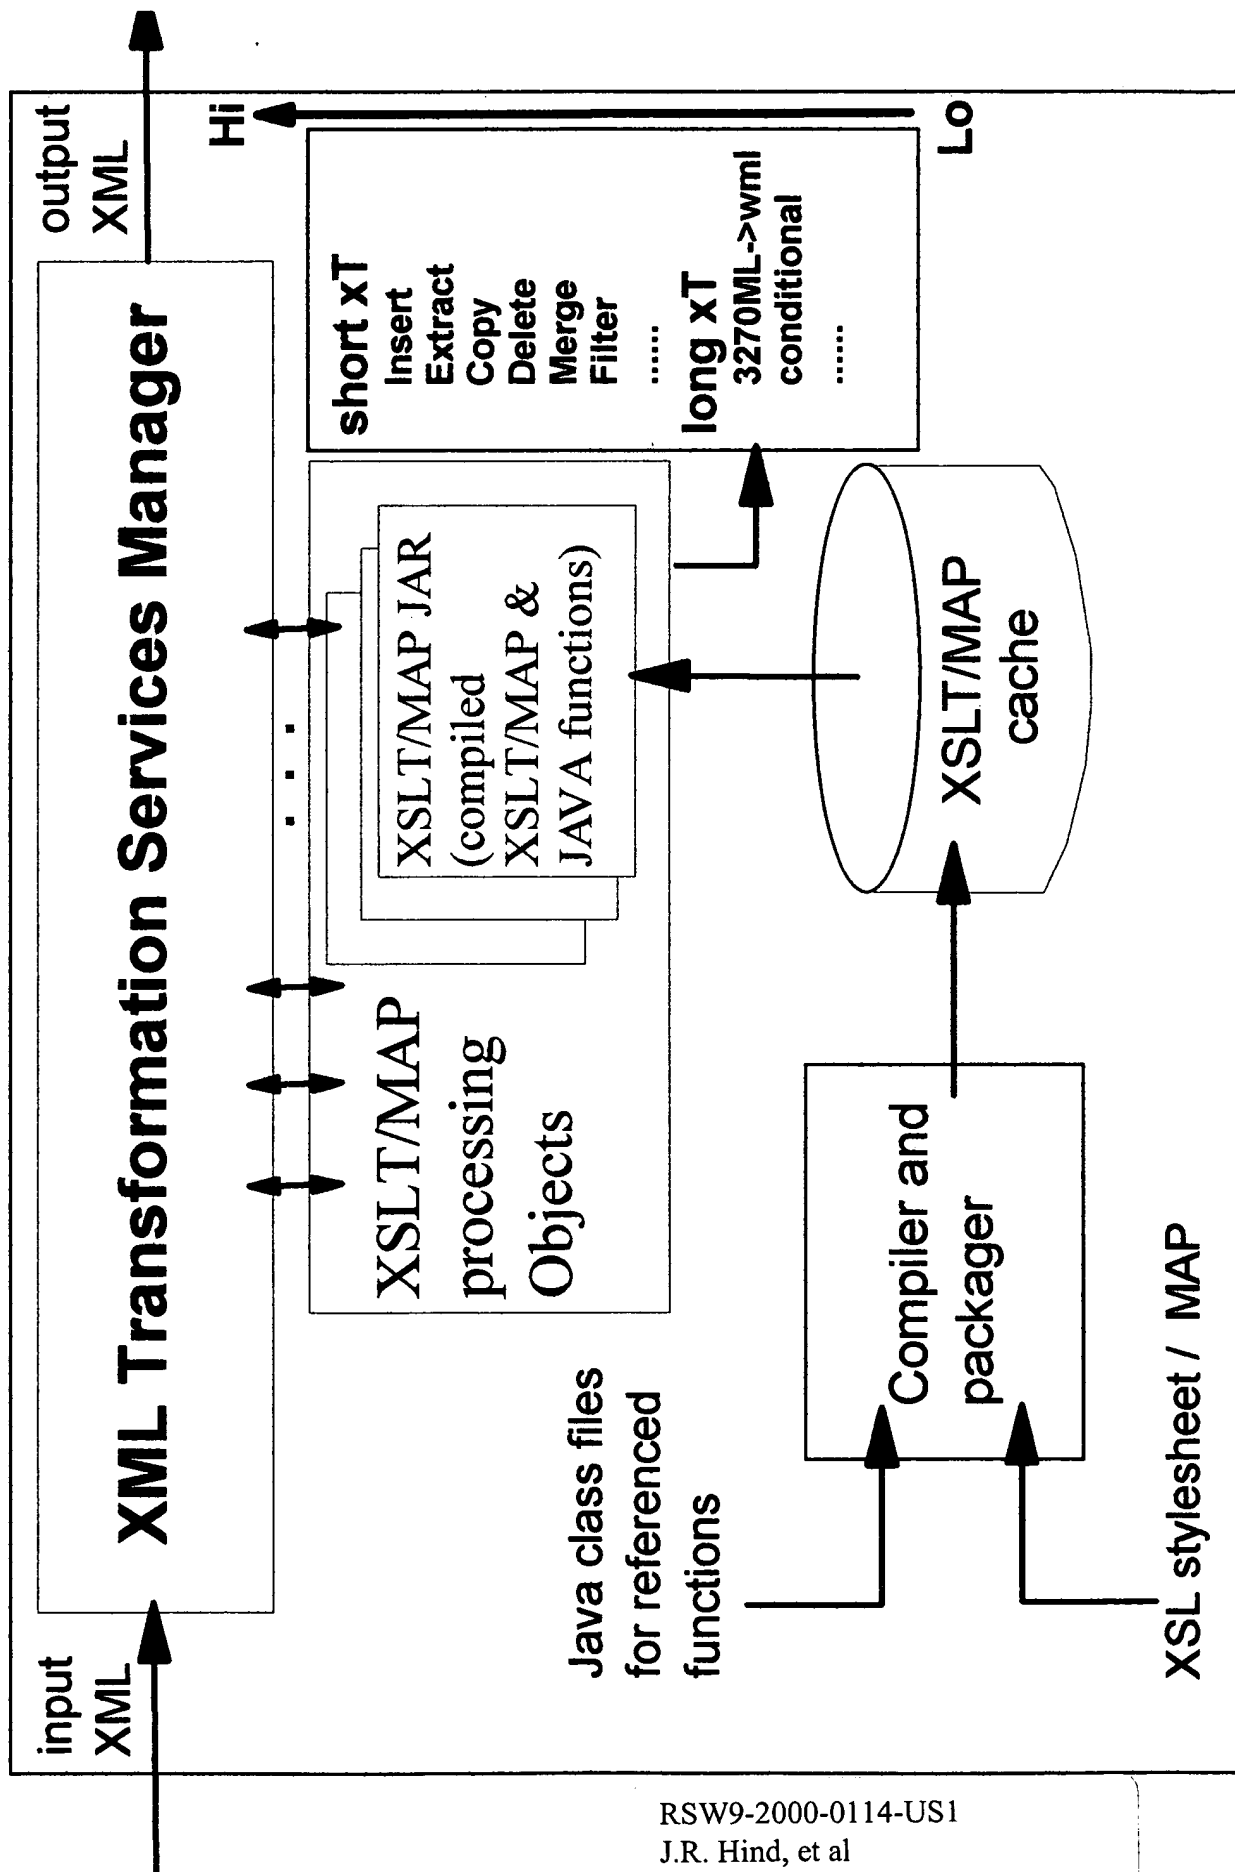 input
XML
XML Transformation Services Manager
output
XML
Hi
Lo
XSLT/MAP
processing
Objects
. . . .
XSLT/MAP JAR
(compiled
XSLT/MAP &
JAVA functions)
short xT
Insert
Extract
Copy
Delete
Merge
Filter
......
long xT
3270ML->wml
conditional
......
Java class files
for referenced
functions
Compiler and
packager
XSLT/MAP
cache
XSL stylesheet / MAP
RSW9-2000-0114-US1
J.R. Hind, et al